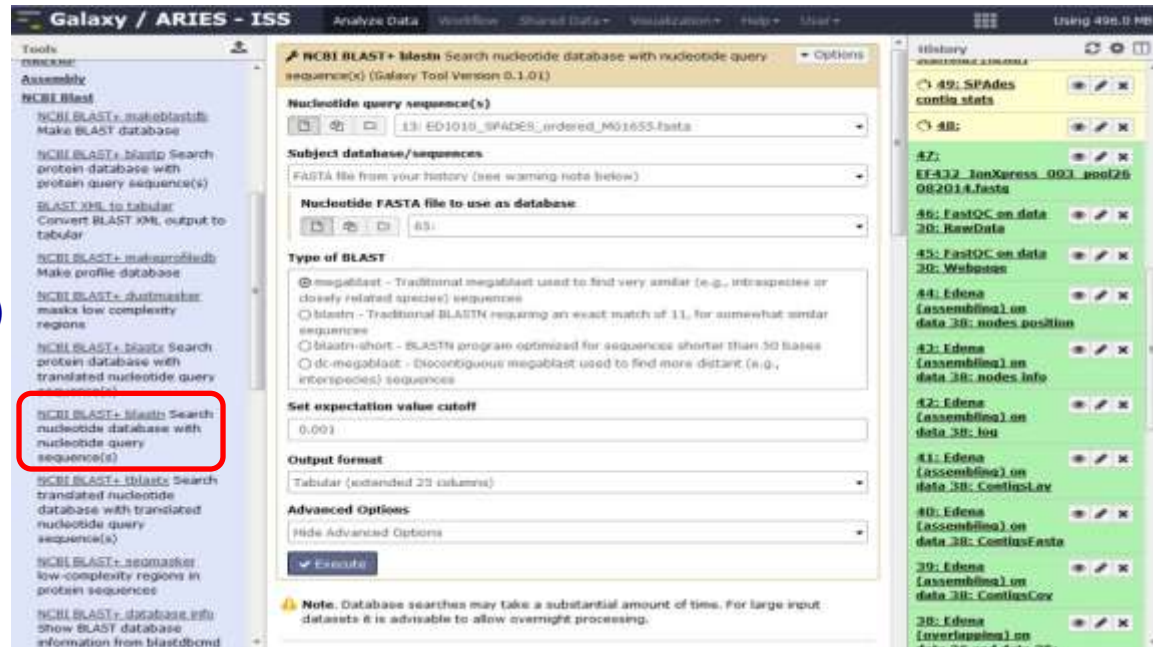 Galaxy / ARIES - ISS
Analyze Data
Workflow
Shared Data
Visualization
Help
User
Using 496.0 MB
Tools
Assembly
NCBI Blast
NCBI BLAST+ makeblastdb
Make BLAST database
NCBI BLAST+ blastp Search
protein database with
protein query sequence(s)
BLAST XML to tabular
Convert BLAST XML output to
tabular
NCBI BLAST+ makeprofiledb
Make profile database
NCBI BLAST+ dustmasker
masks low complexity
regions
NCBI BLAST+ blastx Search
protein database with
translated nucleotide query
sequence(s)
NCBI BLAST+ blastn Search
nucleotide database with
nucleotide query
sequence(s)
NCBI BLAST+ tblastx Search
translated nucleotide
database with translated
nucleotide query
sequence(s)
NCBI BLAST+ segmasker
low-complexity regions in
protein sequences
NCBI BLAST+ database info
Show BLAST database
information from blastdbcmd
NCBI BLAST+ blastn Search nucleotide database with nucleotide query
sequence(s) (Galaxy Tool Version 0.1.01)
Options
Nucleotide query sequence(s)
13: ED1010_SPADES_ordered_M01655.fasta
Subject database/sequences
FASTA file from your history (see warning note below)
Nucleotide FASTA file to use as database
65:
Type of BLAST
megablast - Traditional megablast used to find very similar (e.g., intraspecies or
closely related species) sequences
blastn - Traditional BLASTN requiring an exact match of 11, for somewhat similar
sequences
blastn-short - BLASTN program optimized for sequences shorter than 50 bases
dc-megablast - Discontiguous megablast used to find more distant (e.g.,
interspecies) sequences
Set expectation value cutoff
0.001
Output format
Tabular (extended 25 columns)
Advanced Options
Hide Advanced Options
Execute
Note. Database searches may take a substantial amount of time. For large input
datasets it is advisable to allow overnight processing.
History
49: SPAdes
contig stats
48:
47:
EF432_IonXpress_003_pool26
082014.fastq
46: FastQC on data
30: RawData
45: FastQC on data
30: Webpage
44: Edena
(assembling) on
data 38: nodes position
43: Edena
(assembling) on
data 38: nodes info
42: Edena
(assembling) on
data 38: log
41: Edena
(assembling) on
data 38: ContigsLay
40: Edena
(assembling) on
data 38: ContigsFasta
39: Edena
(assembling) on
data 38: ContigsCov
38: Edena
(overlapping) on